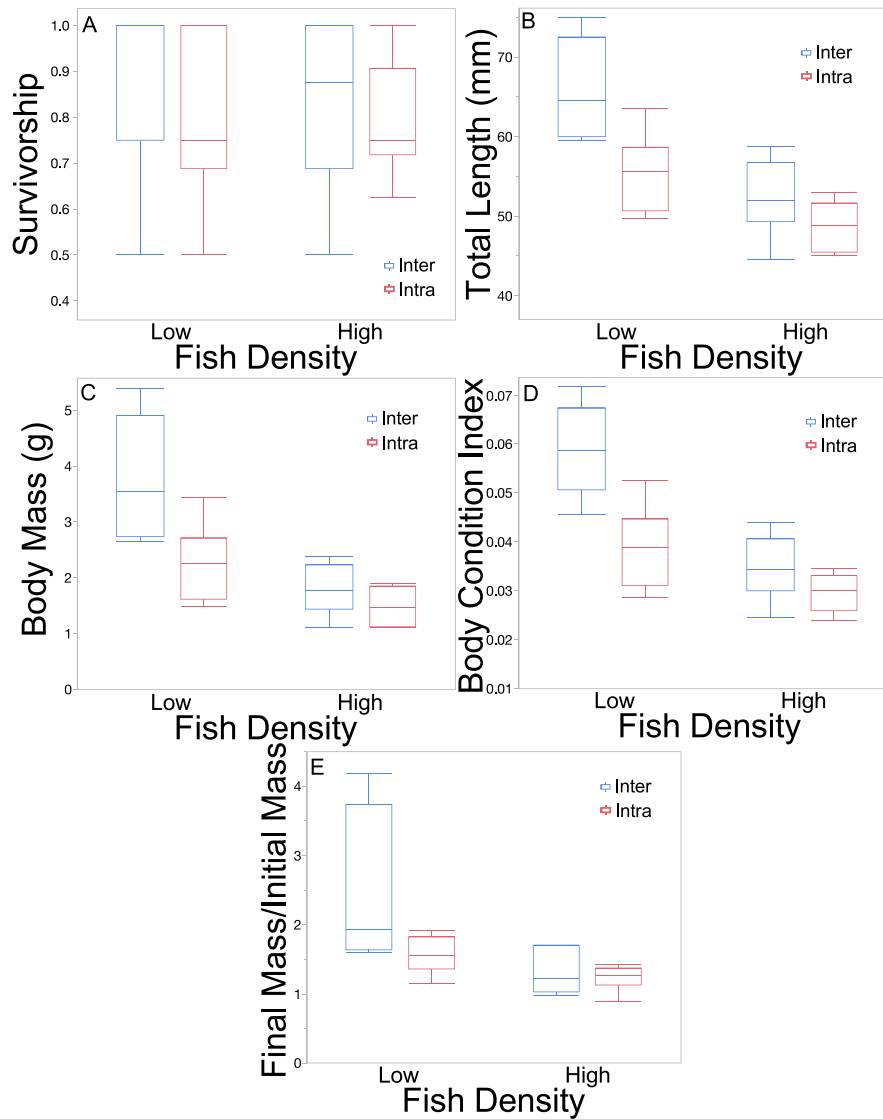 A
Survivorship
1.0
0.9
0.8
0.7
0.6
0.5
0.4
Inter
Intra
Low
High
Fish Density
B
Total Length (mm)
70
60
50
40
Inter
Intra
Low
High
Fish Density
C
Body Mass (g)
5
4
3
2
1
0
Inter
Intra
Low
High
Fish Density
D
Body Condition Index
0.07
0.06
0.05
0.04
0.03
0.02
0.01
Inter
Intra
Low
High
Fish Density
E
Final Mass/Initial Mass
4
3
2
1
0
Inter
Intra
Low
High
Fish Density